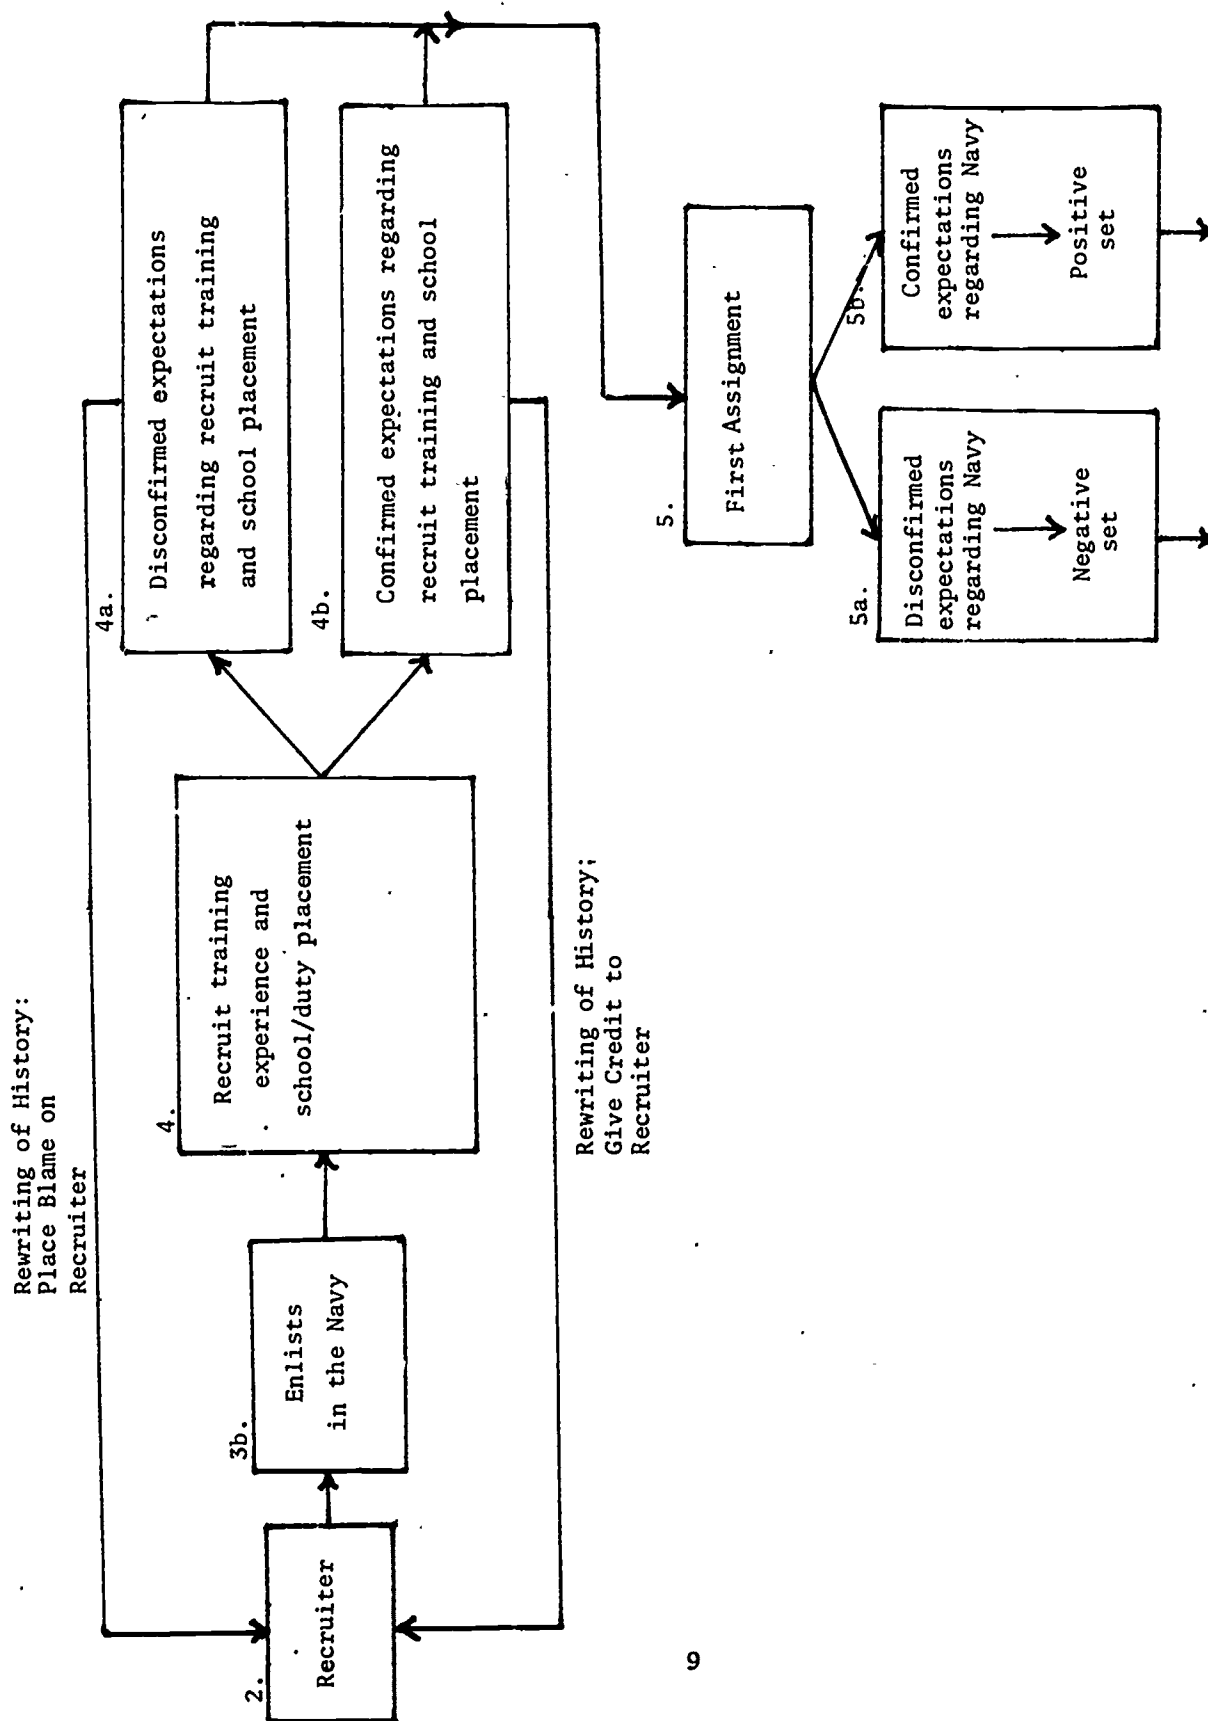 Rewriting of History:
Place Blame on
Recruiter
2.
Recruiter
3b.
Enlists
in the Navy
4.
Recruit training
experience and
school/duty placement
4a.
Disconfirmed expectations
regarding recruit training
and school placement
4b.
Confirmed expectations regarding
recruit training and school
placement
Rewriting of History;
Give Credit to
Recruiter
5.
First Assignment
5a.
Disconfirmed
expectations
regarding Navy
Negative
set
5b.
Confirmed
expectations
regarding Navy
Positive
set
9